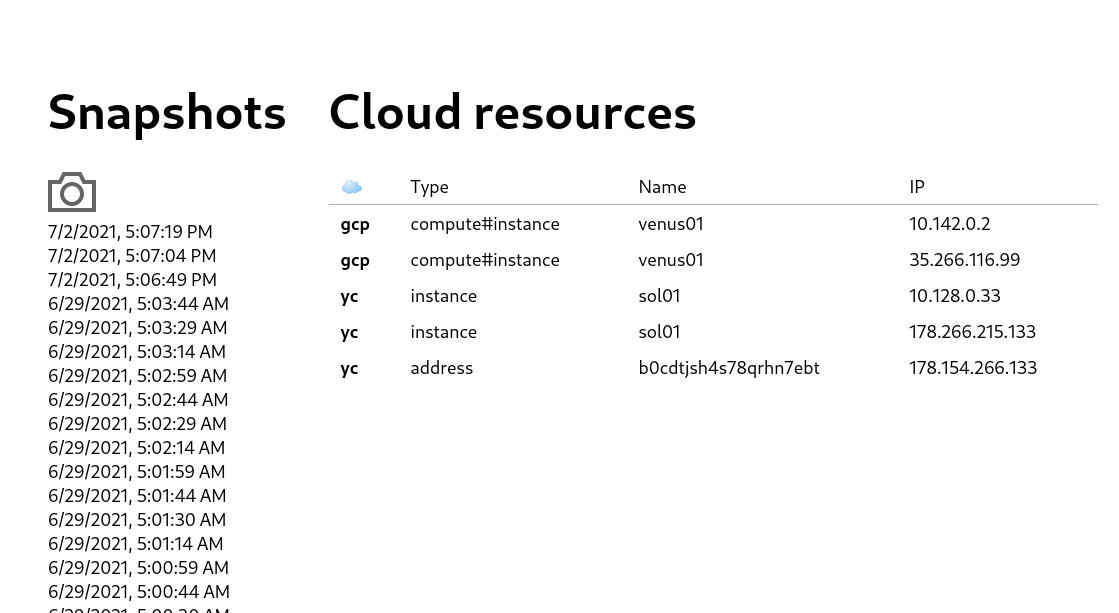 Snapshots
7/2/2021, 5:07:19 PM
7/2/2021, 5:07:04 PM
7/2/2021, 5:06:49 PM
6/29/2021, 5:03:44 AM
6/29/2021, 5:03:29 AM
6/29/2021, 5:03:14 AM
6/29/2021, 5:02:59 AM
6/29/2021, 5:02:44 AM
6/29/2021, 5:02:29 AM
6/29/2021, 5:02:14 AM
6/29/2021, 5:01:59 AM
6/29/2021, 5:01:44 AM
6/29/2021, 5:01:30 AM
6/29/2021, 5:01:14 AM
6/29/2021, 5:00:59 AM
6/29/2021, 5:00:44 AM
6/29/2021, 5:00:30 AM
Cloud resources
Type Name IP
gcp compute#instance venus01 10.142.0.2
gcp compute#instance venus01 35.266.116.99
yc instance sol01 10.128.0.33
yc instance sol01 178.266.215.133
yc address b0cdtjsh4s78qrhn7ebt 178.154.266.133